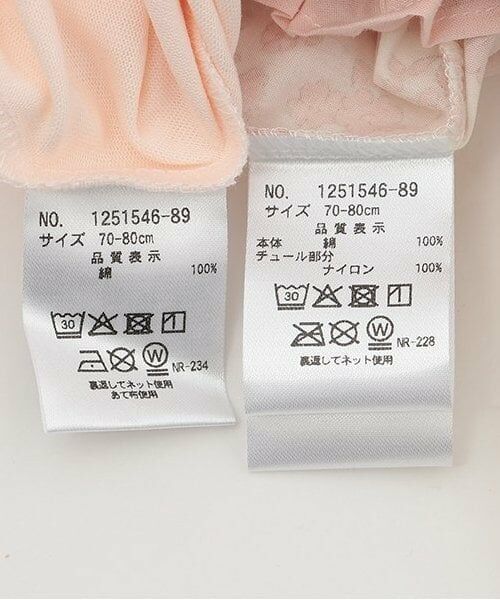 NO. 1251546-89
サイズ 70-80cm
品質表示
綿 100%
30
W NR-234
裏返してネット使用
あて布使用
NO. 1251546-89
サイズ 70-80cm
品質表示
本体 綿 100%
チュール部分
ナイロン 100%
30
W NR-228
裏返してネット使用